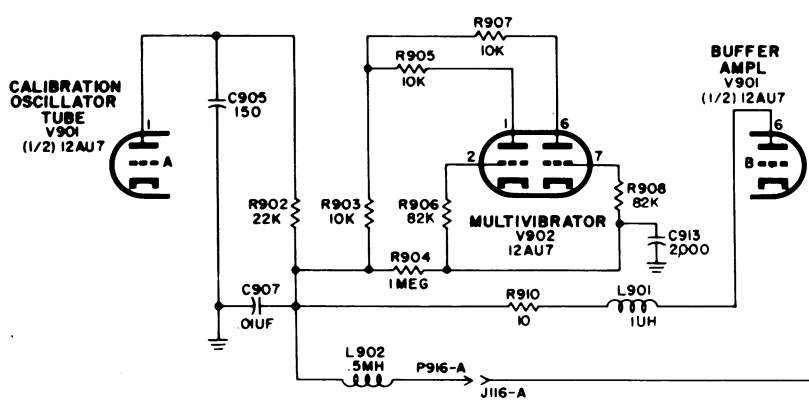 R907
10K
R905
10K
BUFFER
AMPL
V901
(1/2) 12AU7
CALIBRATION
OSCILLATOR
TUBE
V901
(1/2) 12AU7
C905
150
1
A
1
6
2
7
6
B
R902
22K
R903
10K
R906
82K
R908
82K
MULTIVIBRATOR
V902
12AU7
C913
2,000
R904
1 MEG
C907
.01UF
R910
10
L901
1UH
L902
.5MH
P916-A
J116-A